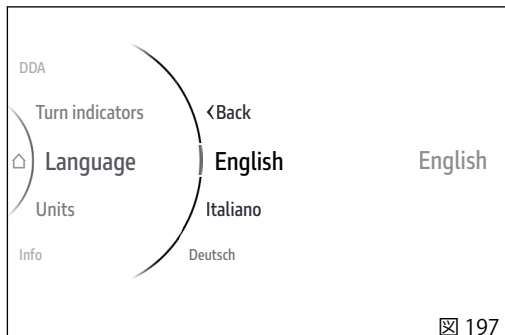 DDA
Turn indicators
‹Back
Language
English
English
Units
Italiano
Info
Deutsch
図 197